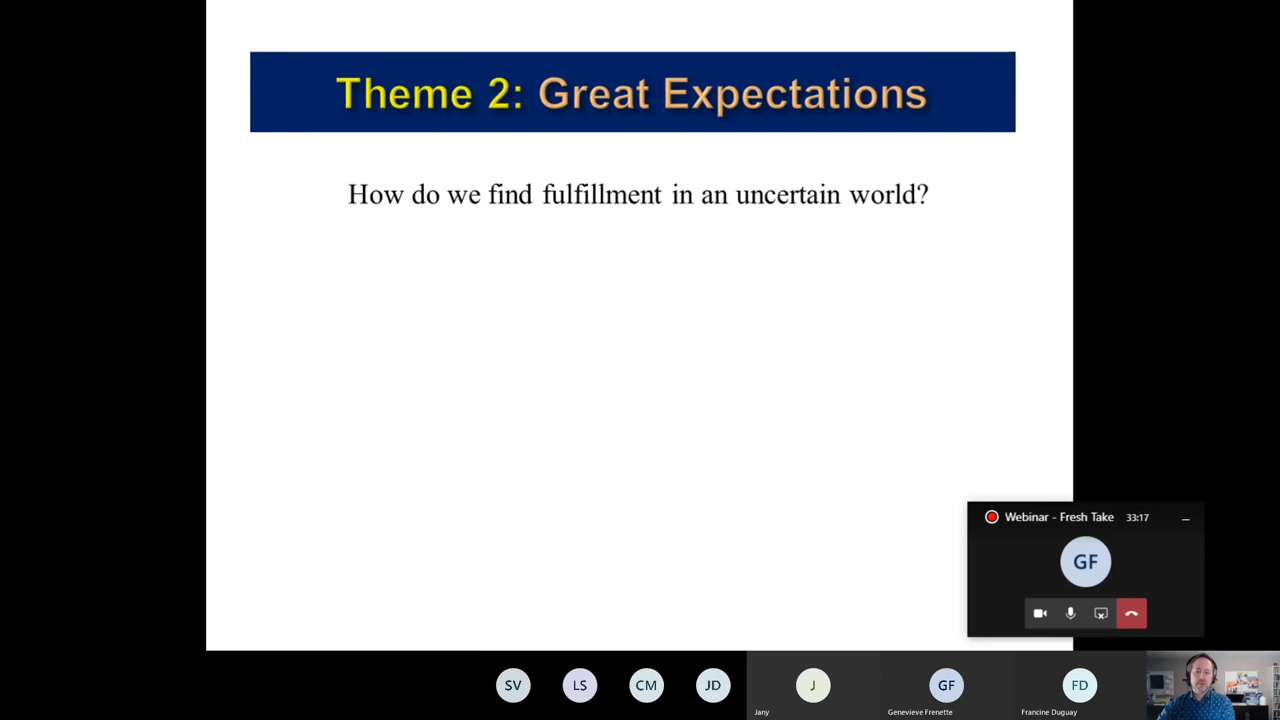 Theme 2: Great Expectations
How do we find fulfillment in an uncertain world?
Webinar - Fresh Take 33:17
GF
SV LS CM JD J GF FD
Jany Genevieve Frenette Francine Duguay